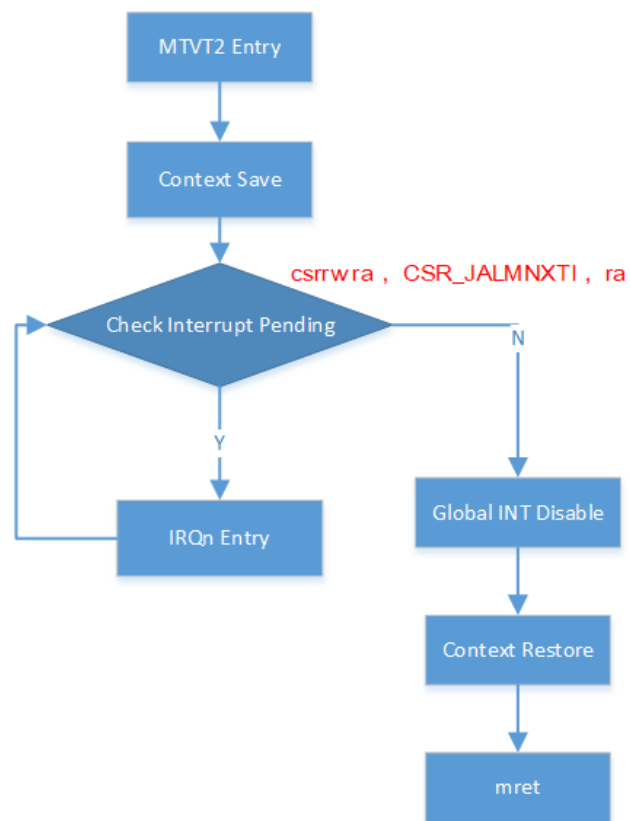 MTVT2 Entry
Context Save
csrrw ra , CSR_JALMNXTI , ra
Check Interrupt Pending
N
Y
Global INT Disable
IRQn Entry
Context Restore
mret